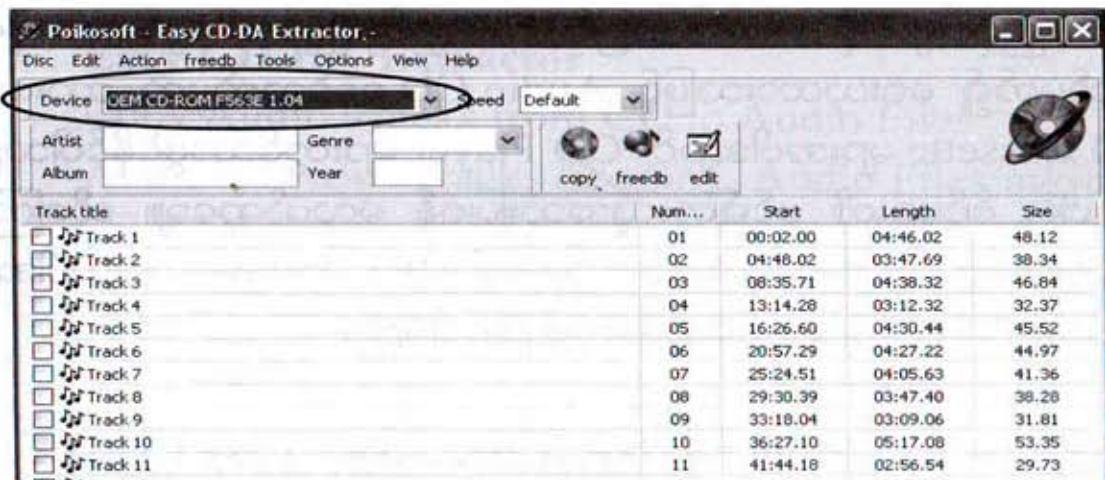 Poikosoft - Easy CD-DA Extractor -
Disc Edit Action freedb Tools Options View Help
Device OEM CD-ROM F563E 1.04 Speed Default
Artist Genre
Album Year
copy freedb edit
Track title Num... Start Length Size
Track 1 01 00:02.00 04:46.02 48.12
Track 2 02 04:48.02 03:47.69 38.34
Track 3 03 08:35.71 04:38.32 46.84
Track 4 04 13:14.28 03:12.32 32.37
Track 5 05 16:26.60 04:30.44 45.52
Track 6 06 20:57.29 04:27.22 44.97
Track 7 07 25:24.51 04:05.63 41.36
Track 8 08 29:30.39 03:47.40 38.28
Track 9 09 33:18.04 03:09.06 31.81
Track 10 10 36:27.10 05:17.08 53.35
Track 11 11 41:44.18 02:56.54 29.73